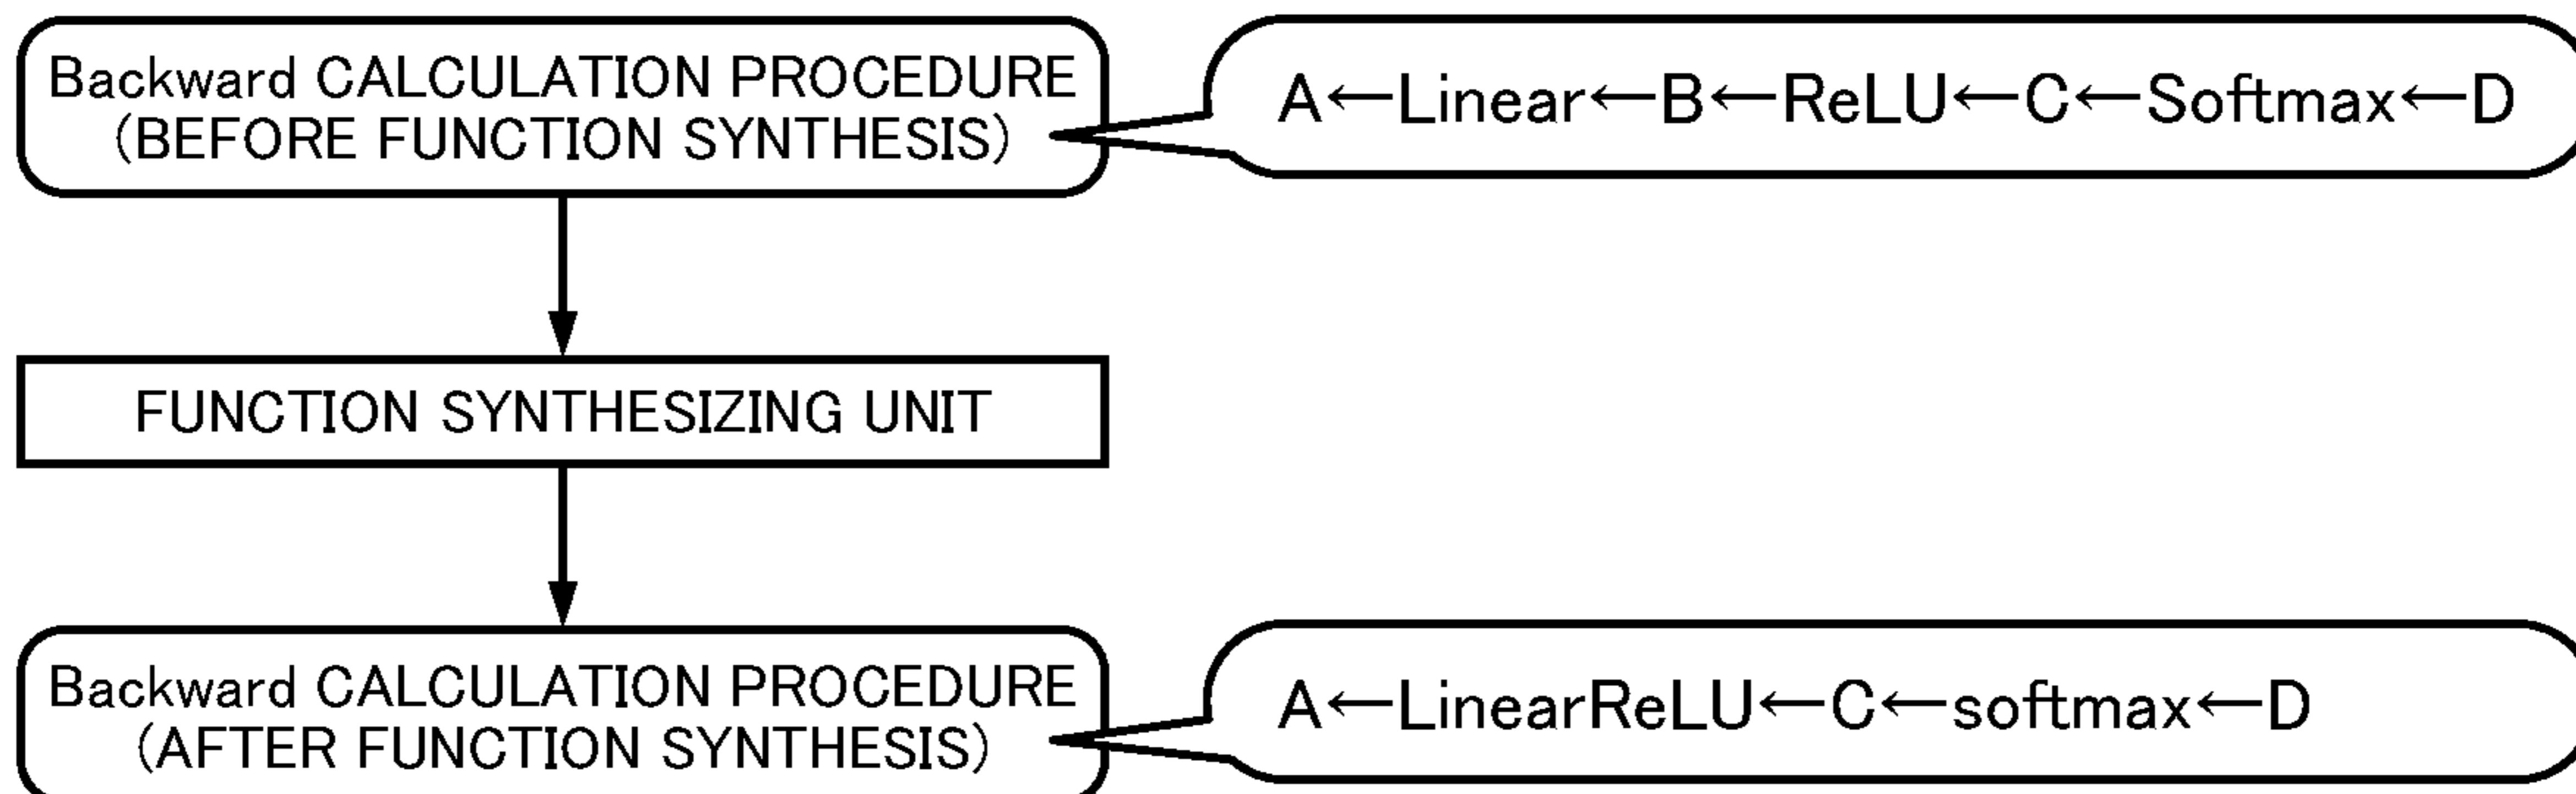 Backward CALCULATION PROCEDURE
(BEFORE FUNCTION SYNTHESIS)
A←Linear←B←ReLU←C←Softmax←D
FUNCTION SYNTHESIZING UNIT
Backward CALCULATION PROCEDURE
(AFTER FUNCTION SYNTHESIS)
A←LinearReLU←C←softmax←D